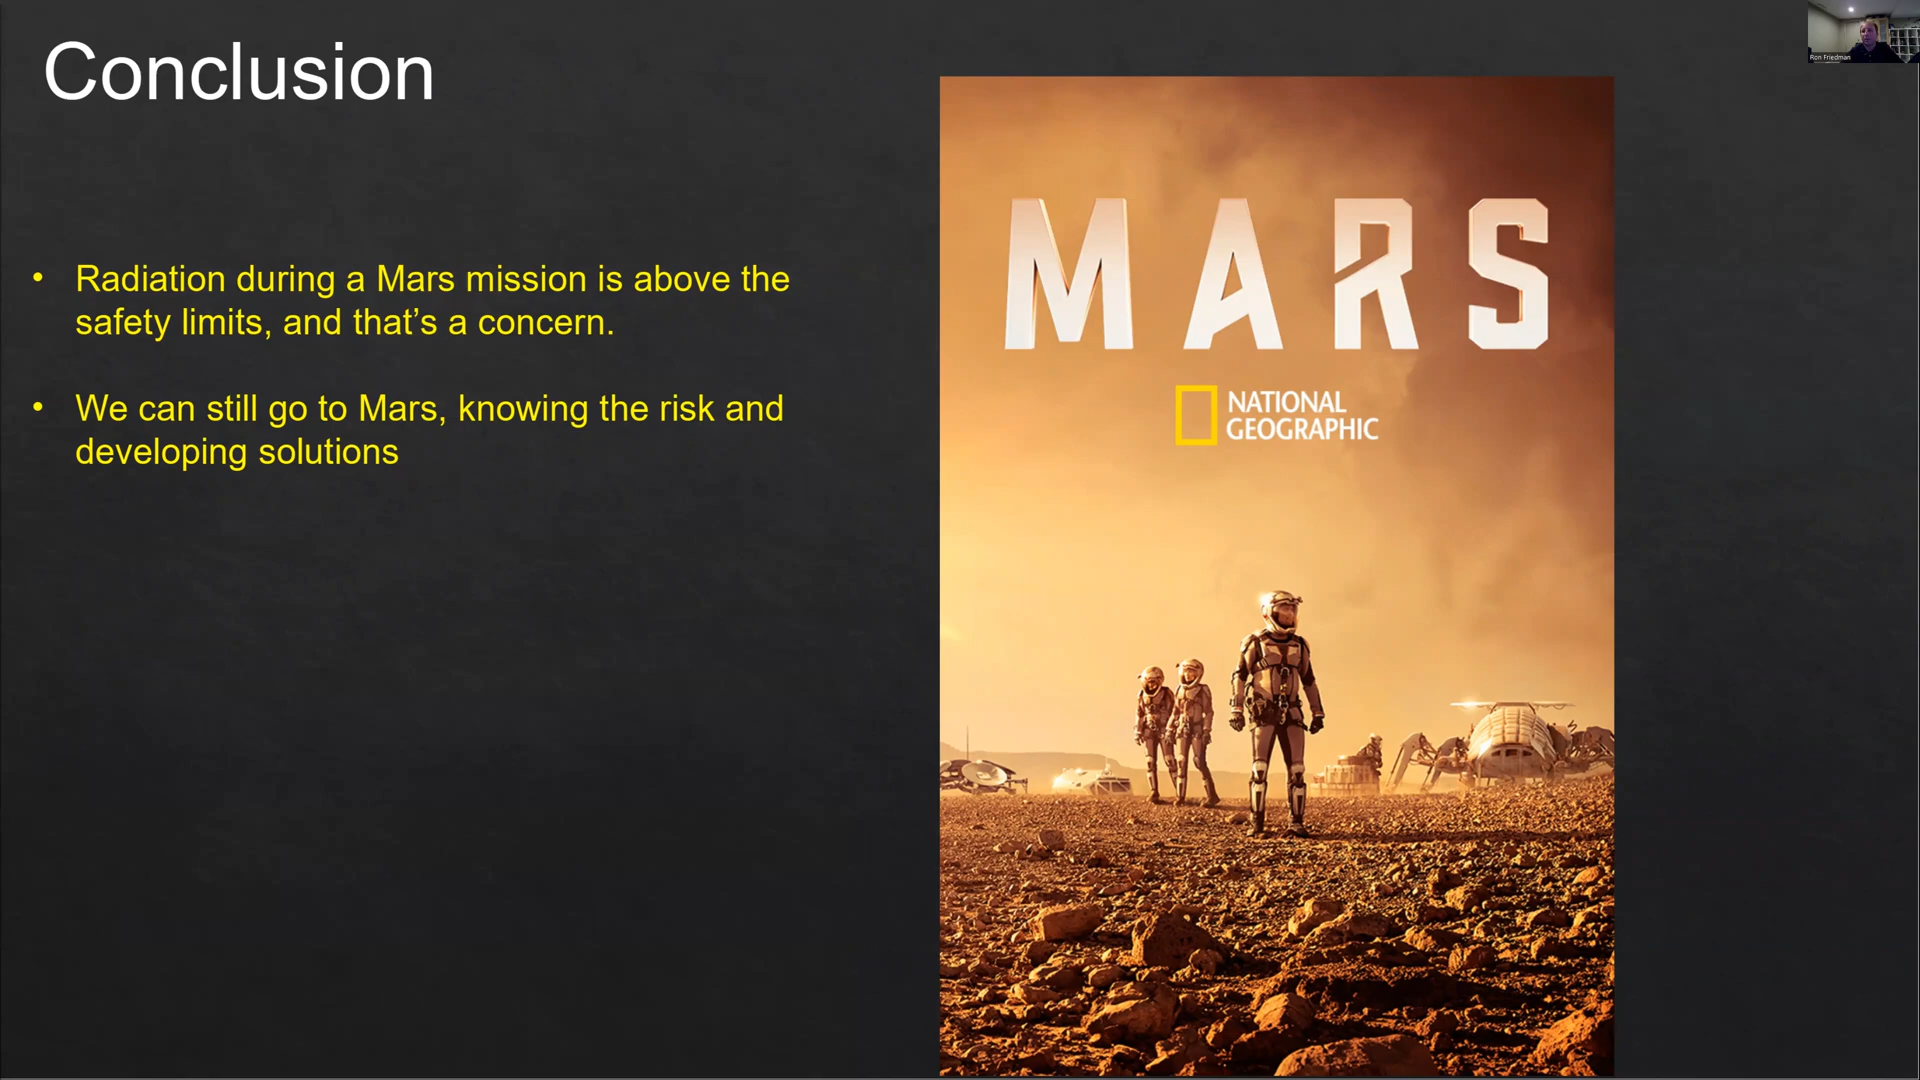 Conclusion
• Radiation during a Mars mission is above the
safety limits, and that’s a concern.
• We can still go to Mars, knowing the risk and
developing solutions
MARS
NATIONAL
GEOGRAPHIC
Ron Friedman